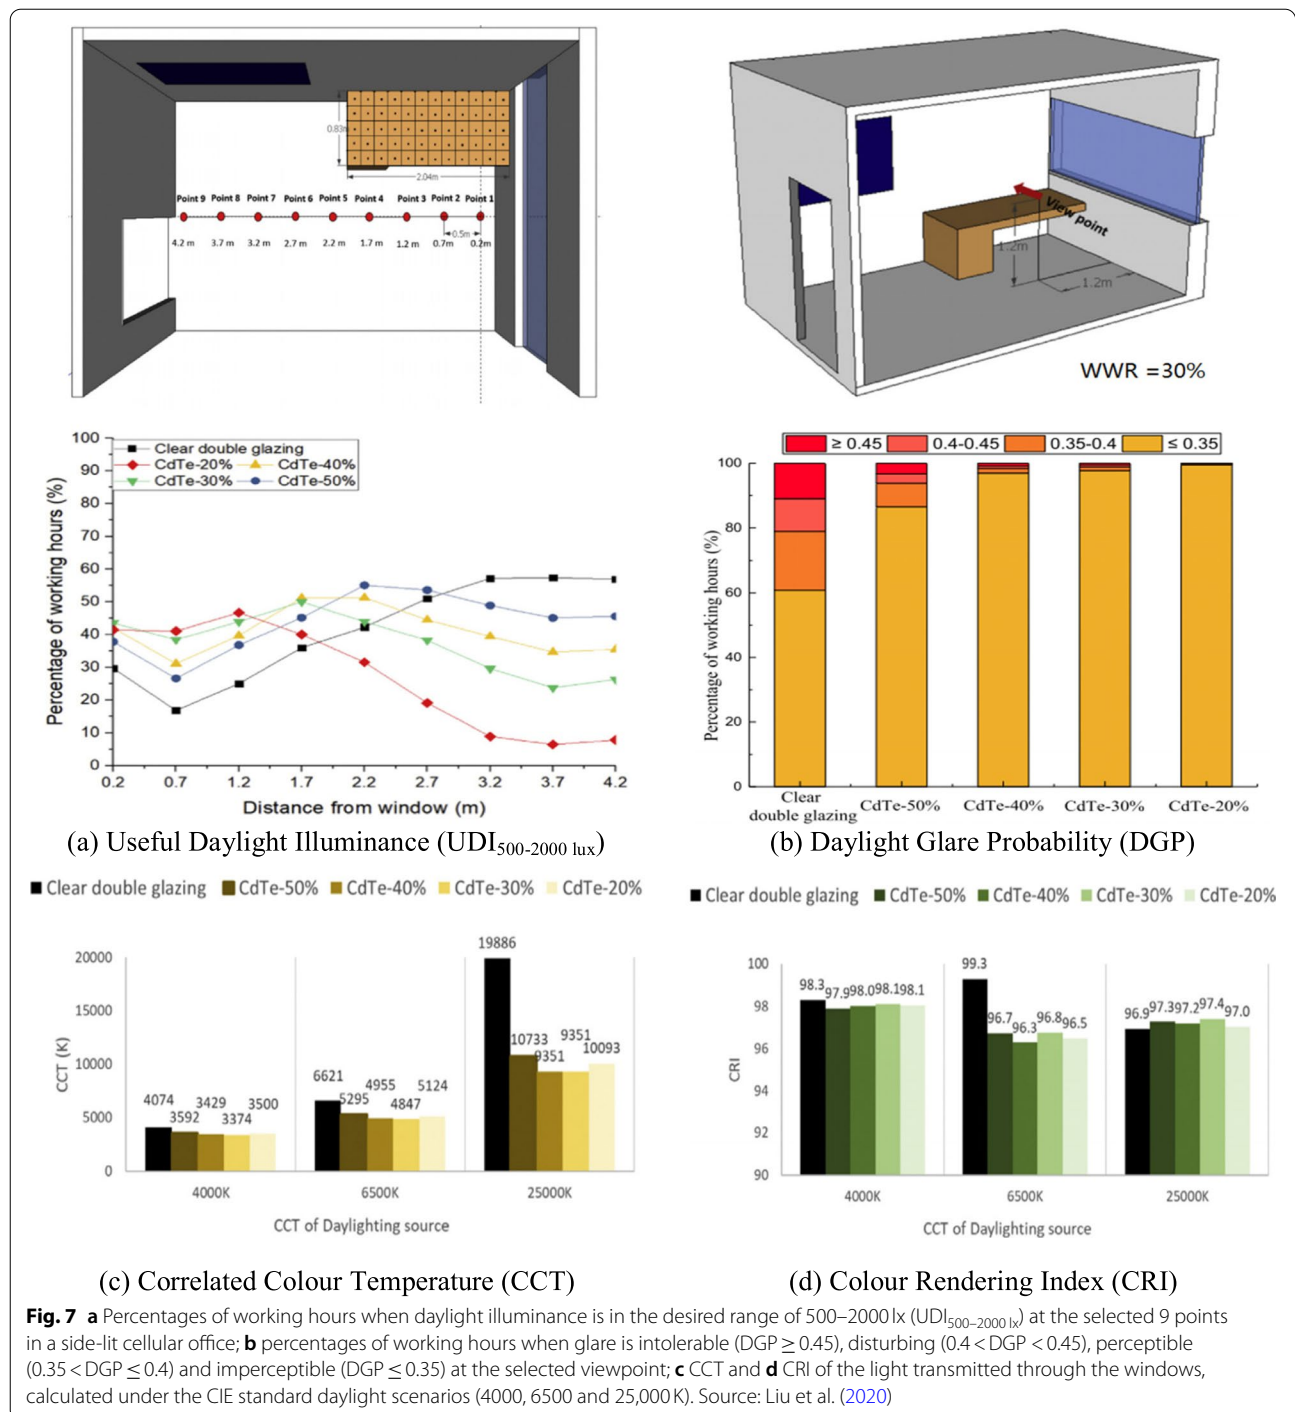 0.83m
2.04m
Point 9 Point 8 Point 7 Point 6 Point 5 Point 4 Point 3 Point 2 Point 1
0.5m
4.2 m 3.7 m 3.2 m 2.7 m 2.2 m 1.7 m 1.2 m 0.7m 0.2m
View point
1.2m
1.2m
WWR =30%
Percentage of working hours (%)
100
90
80
70
60
50
40
30
20
10
0
Clear double glazing
CdTe-20% CdTe-40%
CdTe-30% CdTe-50%
0.2 0.7 1.2 1.7 2.2 2.7 3.2 3.7 4.2
Distance from window (m)
(a) Useful Daylight Illuminance (UDI500-2000 lux)
≥ 0.45 0.4-0.45 0.35-0.4 ≤ 0.35
Percentage of working hours (%)
100
80
60
40
20
0
Clear double glazing CdTe-50% CdTe-40% CdTe-30% CdTe-20%
(b) Daylight Glare Probability (DGP)
Clear double glazing CdTe-50% CdTe-40% CdTe-30% CdTe-20%
CCT (K)
20000
15000
10000
5000
0
4074 3592 3429 3374 3500
6621 5295 4955 4847 5124
19886 10733 9351 9351 10093
4000K 6500K 25000K
CCT of Daylighting source
(c) Correlated Colour Temperature (CCT)
Clear double glazing CdTe-50% CdTe-40% CdTe-30% CdTe-20%
CRI
100
98
96
94
92
90
98.3 97.9 98.0 98.1 98.1
99.3 96.7 96.3 96.8 96.5
96.9 97.3 97.2 97.4 97.0
4000K 6500K 25000K
CCT of Daylighting source
(d) Colour Rendering Index (CRI)
Fig. 7 a Percentages of working hours when daylight illuminance is in the desired range of 500–2000 lx (UDI500–2000 lx) at the selected 9 points
in a side-lit cellular office; b percentages of working hours when glare is intolerable (DGP ≥ 0.45), disturbing (0.4 < DGP < 0.45), perceptible
(0.35 < DGP ≤ 0.4) and imperceptible (DGP ≤ 0.35) at the selected viewpoint; c CCT and d CRI of the light transmitted through the windows,
calculated under the CIE standard daylight scenarios (4000, 6500 and 25,000 K). Source: Liu et al. (2020)